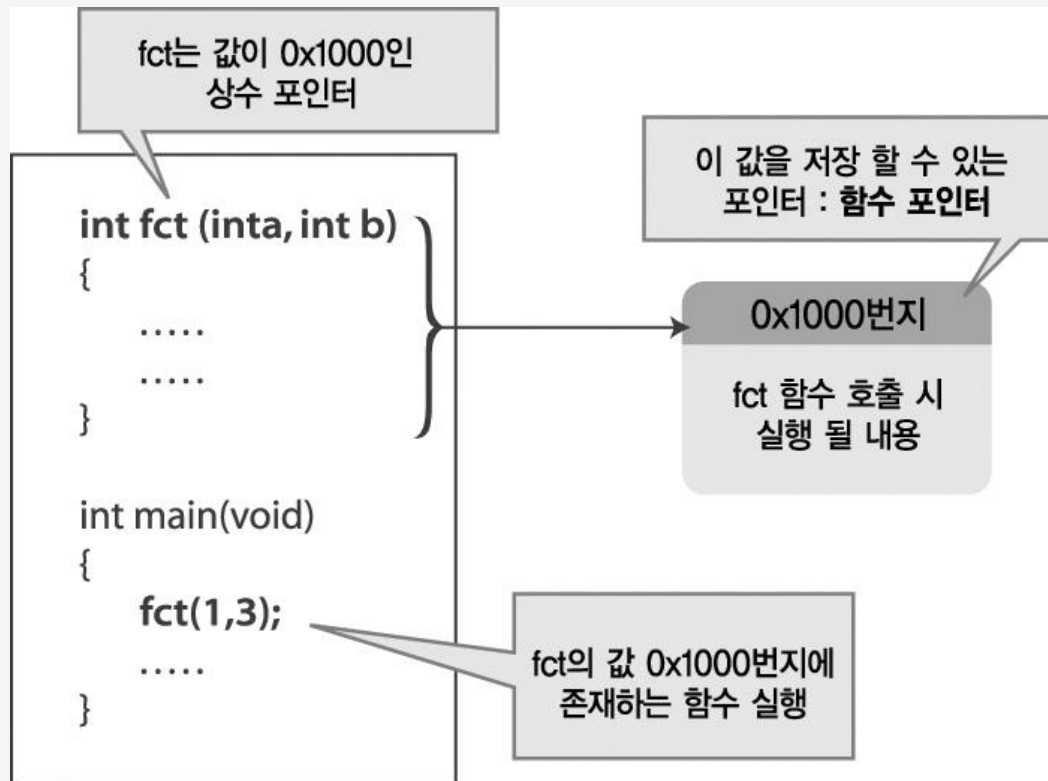 fct는 값이 0x1000인
상수 포인터
이 값을 저장 할 수 있는
포인터 : 함수 포인터
int fct (inta, int b)
{
.....
.....
}
0x1000번지
fct 함수 호출 시
실행 될 내용
int main(void)
{
fct(1,3);
.....
}
fct의 값 0x1000번지에
존재하는 함수 실행